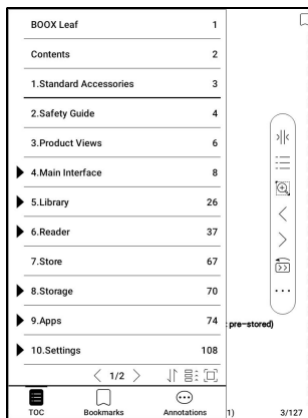 BOOX Leaf 1
Contents 2
1.Standard Accessories 3
2.Safety Guide 4
3.Product Views 6
4.Main Interface 8
5.Library 26
6.Reader 37
7.Store 67
8.Storage 70
9.Apps 74
: pre-stored)
10.Settings 108
1/2
TOC Bookmarks Annotations 1) 3/127